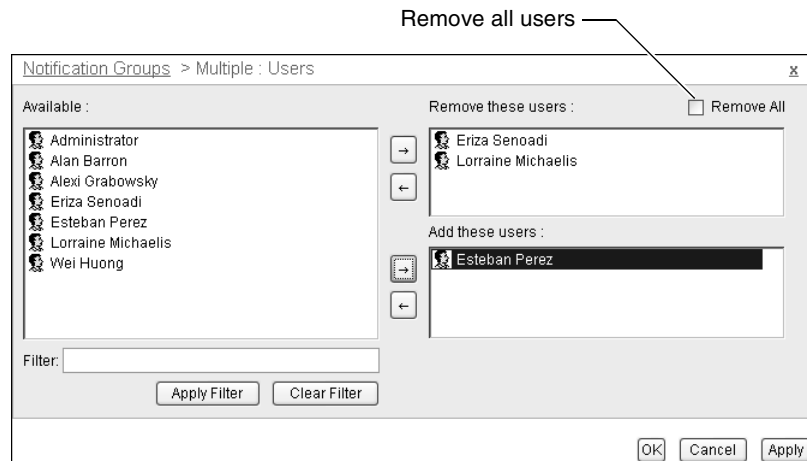 Remove all users
Notification Groups > Multiple : Users
x
Available :
Administrator
Alan Barron
Alexi Grabowsky
Eriza Senoadi
Esteban Perez
Lorraine Michaelis
Wei Huong
Filter:
Apply Filter
Clear Filter
Remove these users :
Remove All
Eriza Senoadi
Lorraine Michaelis
Add these users :
Esteban Perez
OK
Cancel
Apply